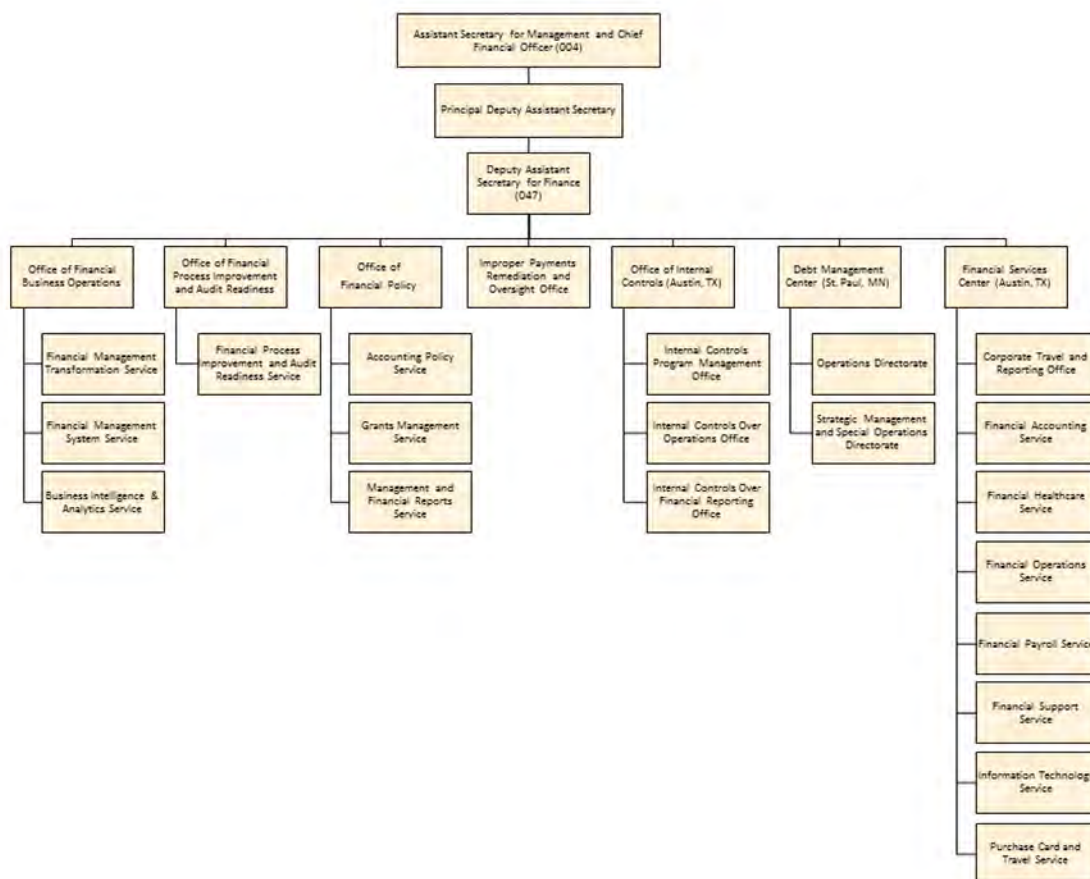 Assistant Secretary for Management and Chief
Financial Officer (004)
Principal Deputy Assistant Secretary
Deputy Assistant
Secretary for Finance
(047)
Office of Financial
Business Operations
Office of Financial
Process Improvement
and Audit Readiness
Office of
Financial Policy
Improper Payments
Remediation and
Oversight Office
Office of Internal
Controls (Austin, TX)
Debt Management
Center (St. Paul, MN)
Financial Services
Center (Austin, TX)
Financial Management
Transformation Service
Financial Management
System Service
Business Intelligence &
Analytics Service
Financial Process
Improvement and Audit
Readiness Service
Accounting Policy
Service
Grants Management
Service
Management and
Financial Reports
Service
Internal Controls
Program Management
Office
Internal Controls Over
Operations Office
Internal Controls Over
Financial Reporting
Office
Operations Directorate
Strategic Management
and Special Operations
Directorate
Corporate Travel and
Reporting Office
Financial Accounting
Service
Financial Healthcare
Service
Financial Operations
Service
Financial Payroll Service
Financial Support
Service
Information Technolog
Service
Purchase Card and
Travel Service